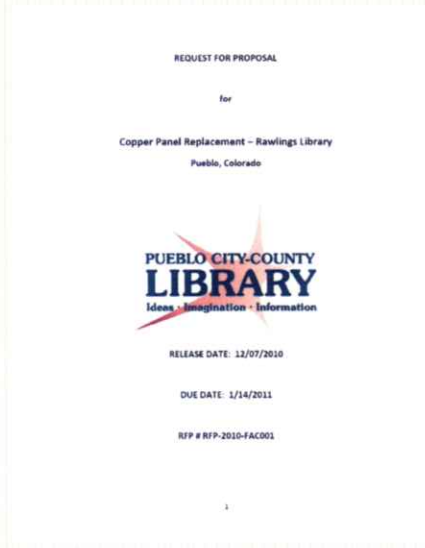 REQUEST FOR PROPOSAL
for
Copper Panel Replacement – Rawlings Library
Pueblo, Colorado
PUEBLO CITY-COUNTY
LIBRARY
Ideas · Imagination · Information
RELEASE DATE: 12/07/2010
DUE DATE: 1/14/2011
RFP # RFP-2010-FAC001
1